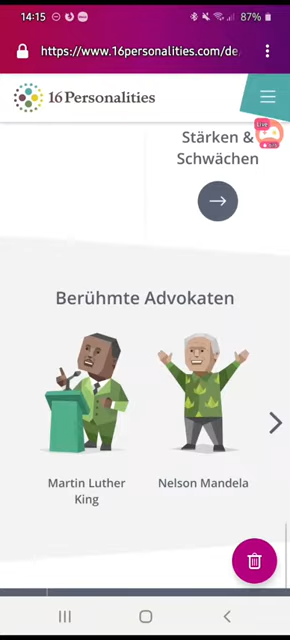 14:15
87%
https://www.16personalities.com/de
16Personalities
Stärken &
Schwächen
Berühmte Advokaten
Martin Luther
King
Nelson Mandela